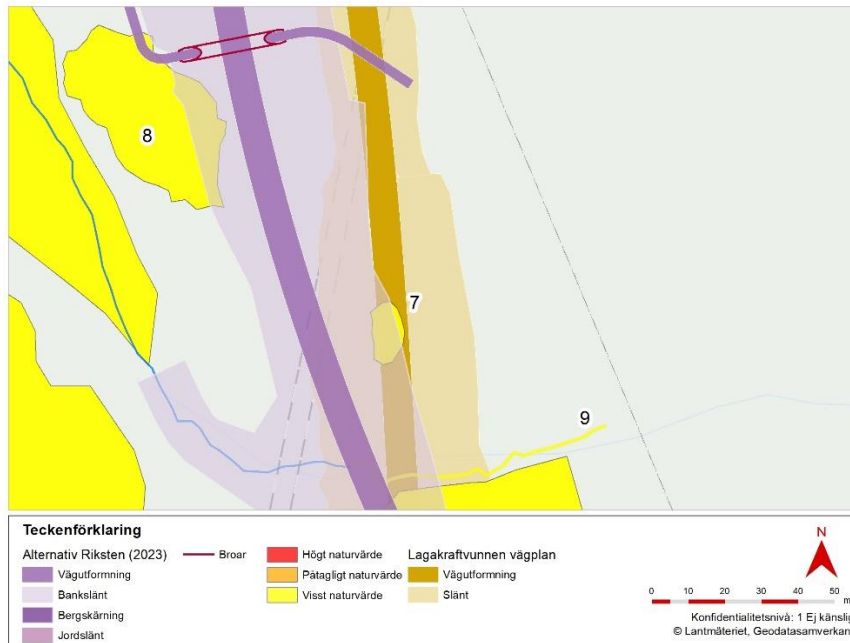 8
7
9
Teckenförklaring
Alternativ Riksten (2023)
Vägutformning
Bankslänt
Bergskärning
Jordslänt
Broar
Högt naturvärde
Påtagligt naturvärde
Visst naturvärde
Lagakraftvunnen vägplan
Vägutformning
Slänt
N
0 10 20 30 40 50
m
Konfidentialitetsnivå: 1 Ej känslig
© Lantmäteriet, Geodatasamverkan